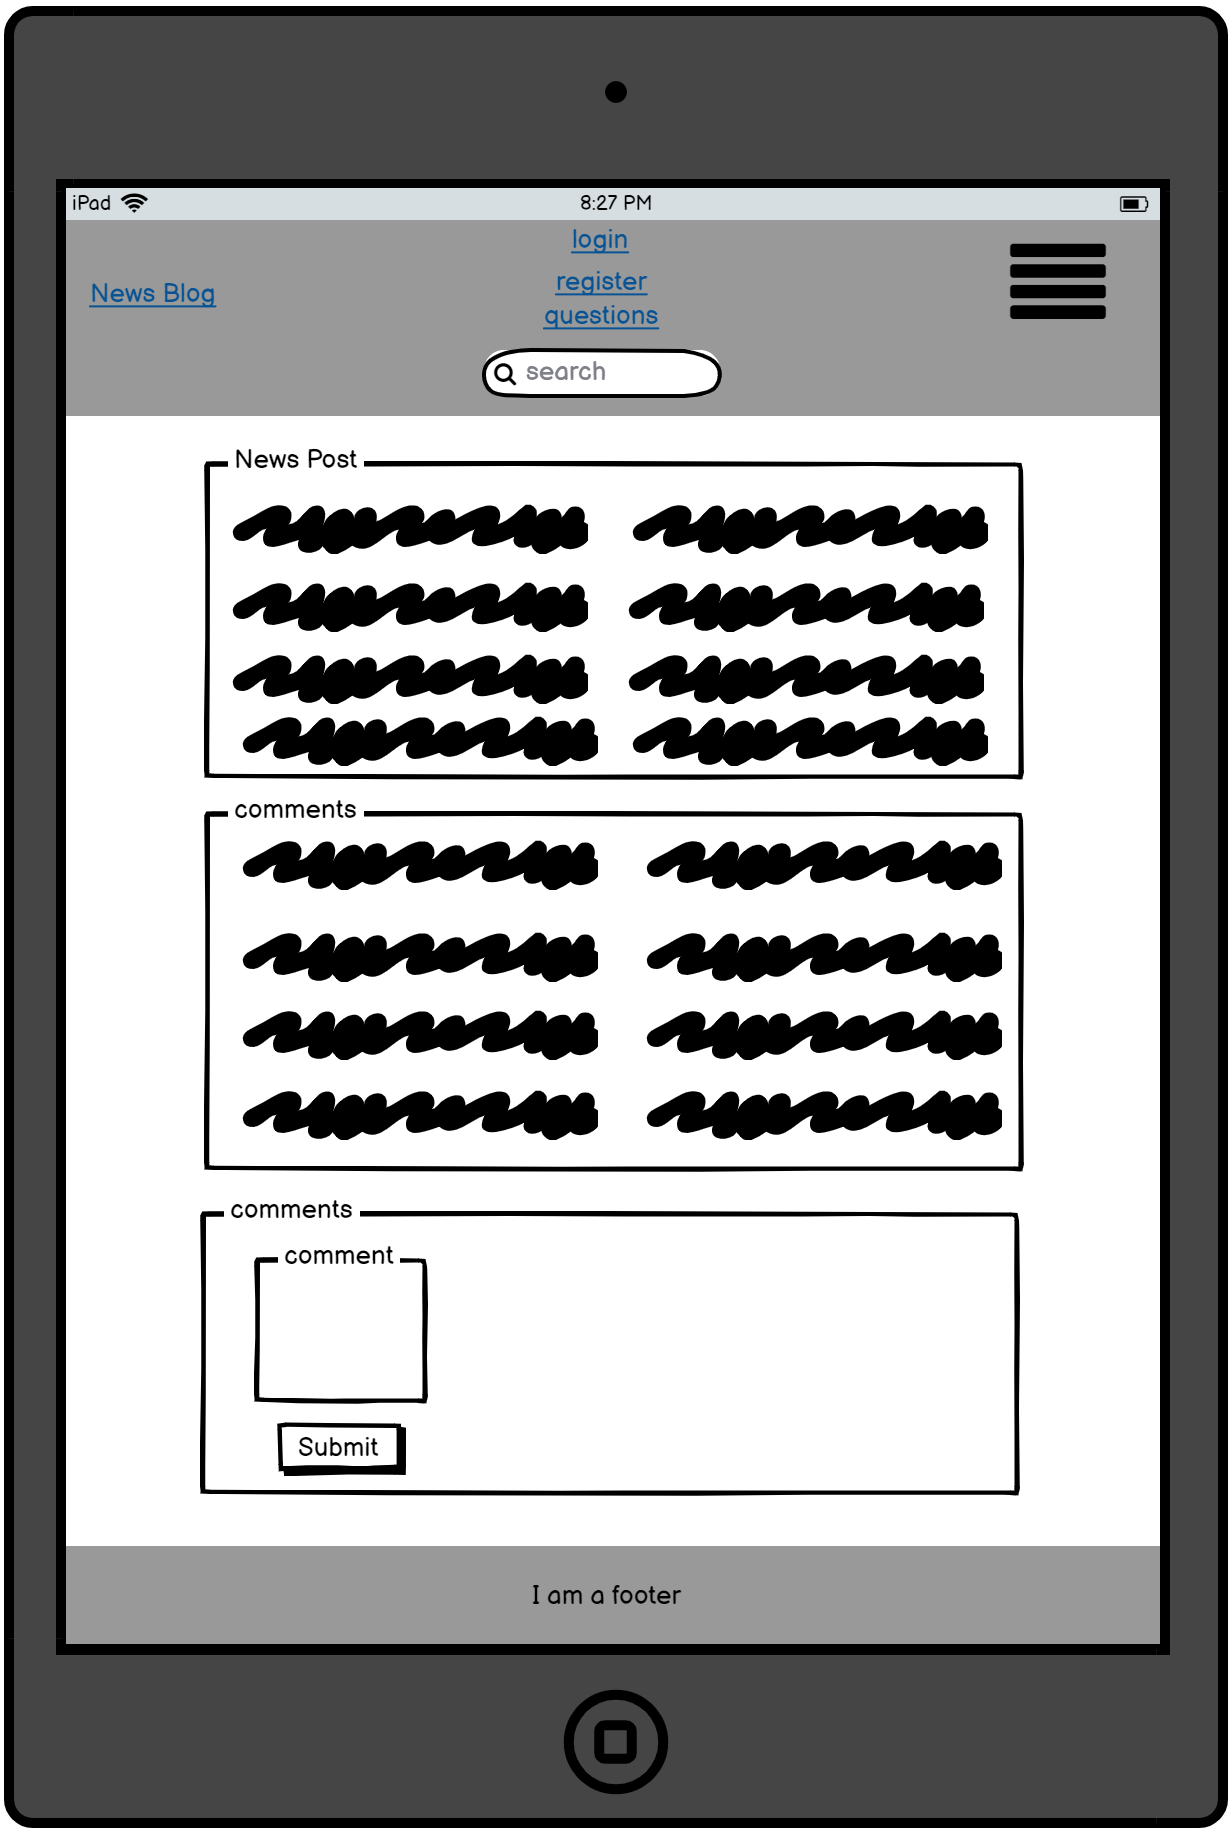 iPad
8:27 PM
login
News Blog
register
questions
search
News Post
comments
comments
comment
Submit
I am a footer